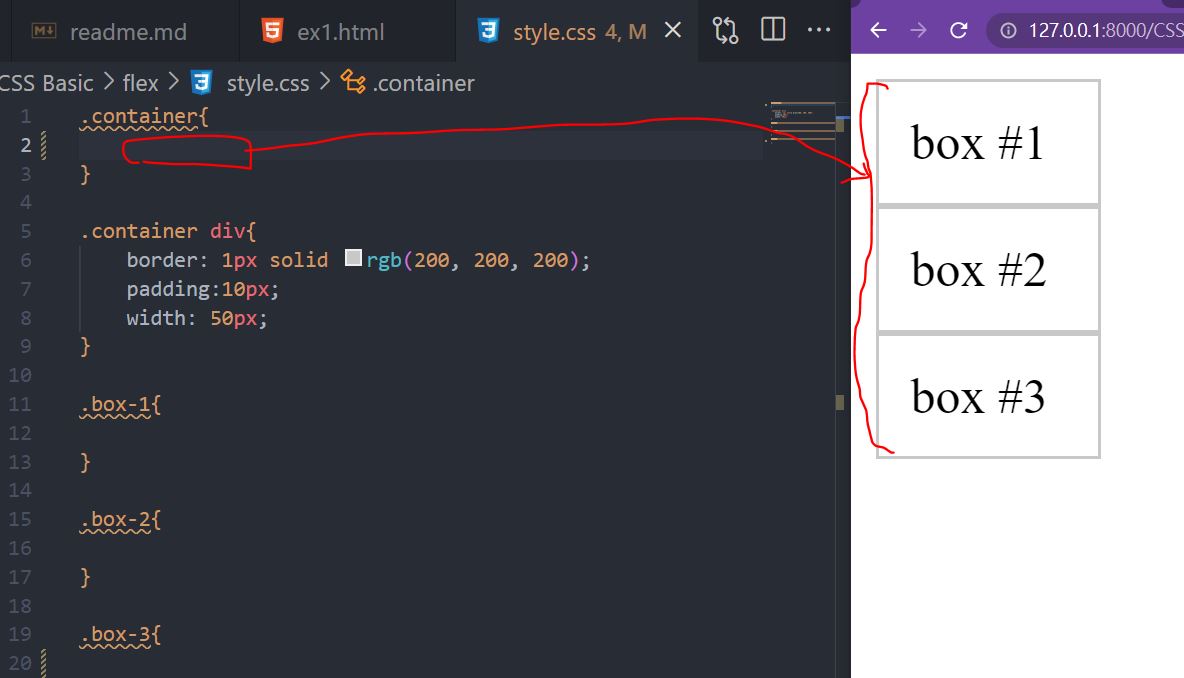 readme.md ex1.html style.css 4, M ...
127.0.0.1:8000/CSS
CSS Basic > flex > style.css > .container
1 .container{
2
3 }
4
5 .container div{
6 border: 1px solid rgb(200, 200, 200);
7 padding:10px;
8 width: 50px;
9 }
10
11 .box-1{
12
13 }
14
15 .box-2{
16
17 }
18
19 .box-3{
20
box #1
box #2
box #3